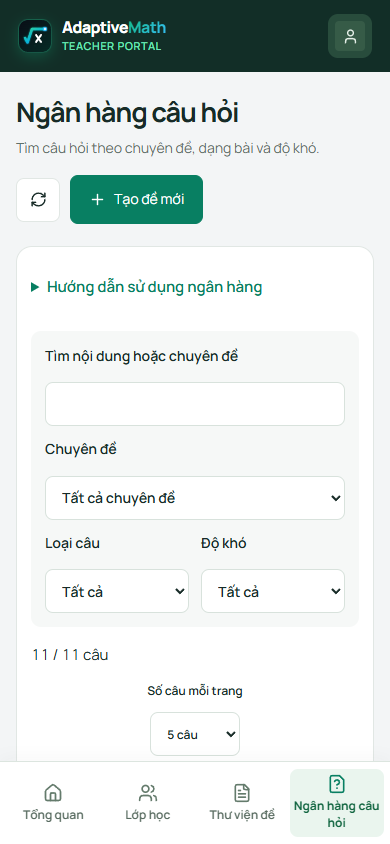 AdaptiveMath
TEACHER PORTAL
Ngân hàng câu hỏi
Tìm câu hỏi theo chuyên đề, dạng bài và độ khó.
Tạo đề mới
Hướng dẫn sử dụng ngân hàng
Tìm nội dung hoặc chuyên đề
Chuyên đề
Tất cả chuyên đề
Loại câu
Độ khó
Tất cả
Tất cả
11 / 11 câu
Số câu mỗi trang
5 câu
Tổng quan
Lớp học
Thư viện đề
Ngân hàng câu
hỏi